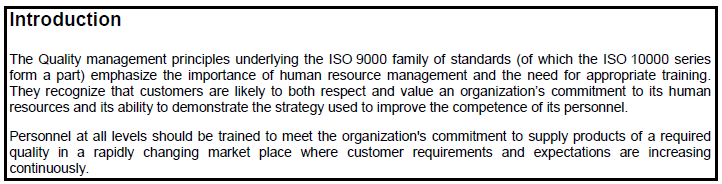 Introduction
The Quality management principles underlying the ISO 9000 family of standards (of which the ISO 10000 series
form a part) emphasize the importance of human resource management and the need for appropriate training.
They recognize that customers are likely to both respect and value an organization's commitment to its human
resources and its ability to demonstrate the strategy used to improve the competence of its personnel.
Personnel at all levels should be trained to meet the organization's commitment to supply products of a required
quality in a rapidly changing market place where customer requirements and expectations are increasing
continuously.